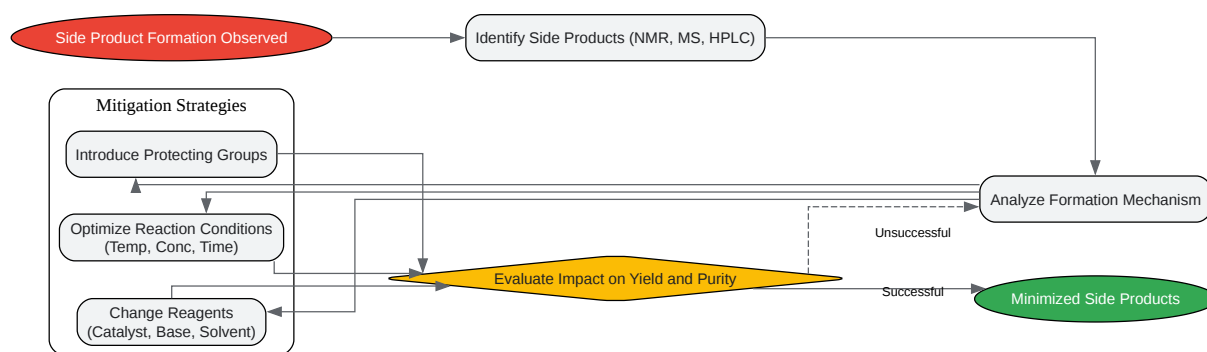 Side Product Formation Observed
Identify Side Products (NMR, MS, HPLC)
Mitigation Strategies
Introduce Protecting Groups
Optimize Reaction Conditions
(Temp, Conc, Time)
Change Reagents
(Catalyst, Base, Solvent)
Evaluate Impact on Yield and Purity
Analyze Formation Mechanism
Unsuccessful
Successful
Minimized Side Products